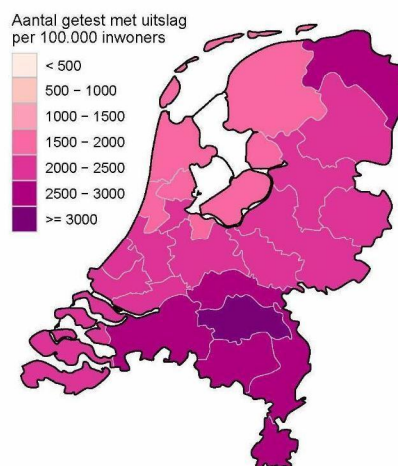 Aantal getest met uitslag
per 100.000 inwoners
< 500
500 – 1000
1000 – 1500
1500 – 2000
2000 – 2500
2500 – 3000
>= 3000